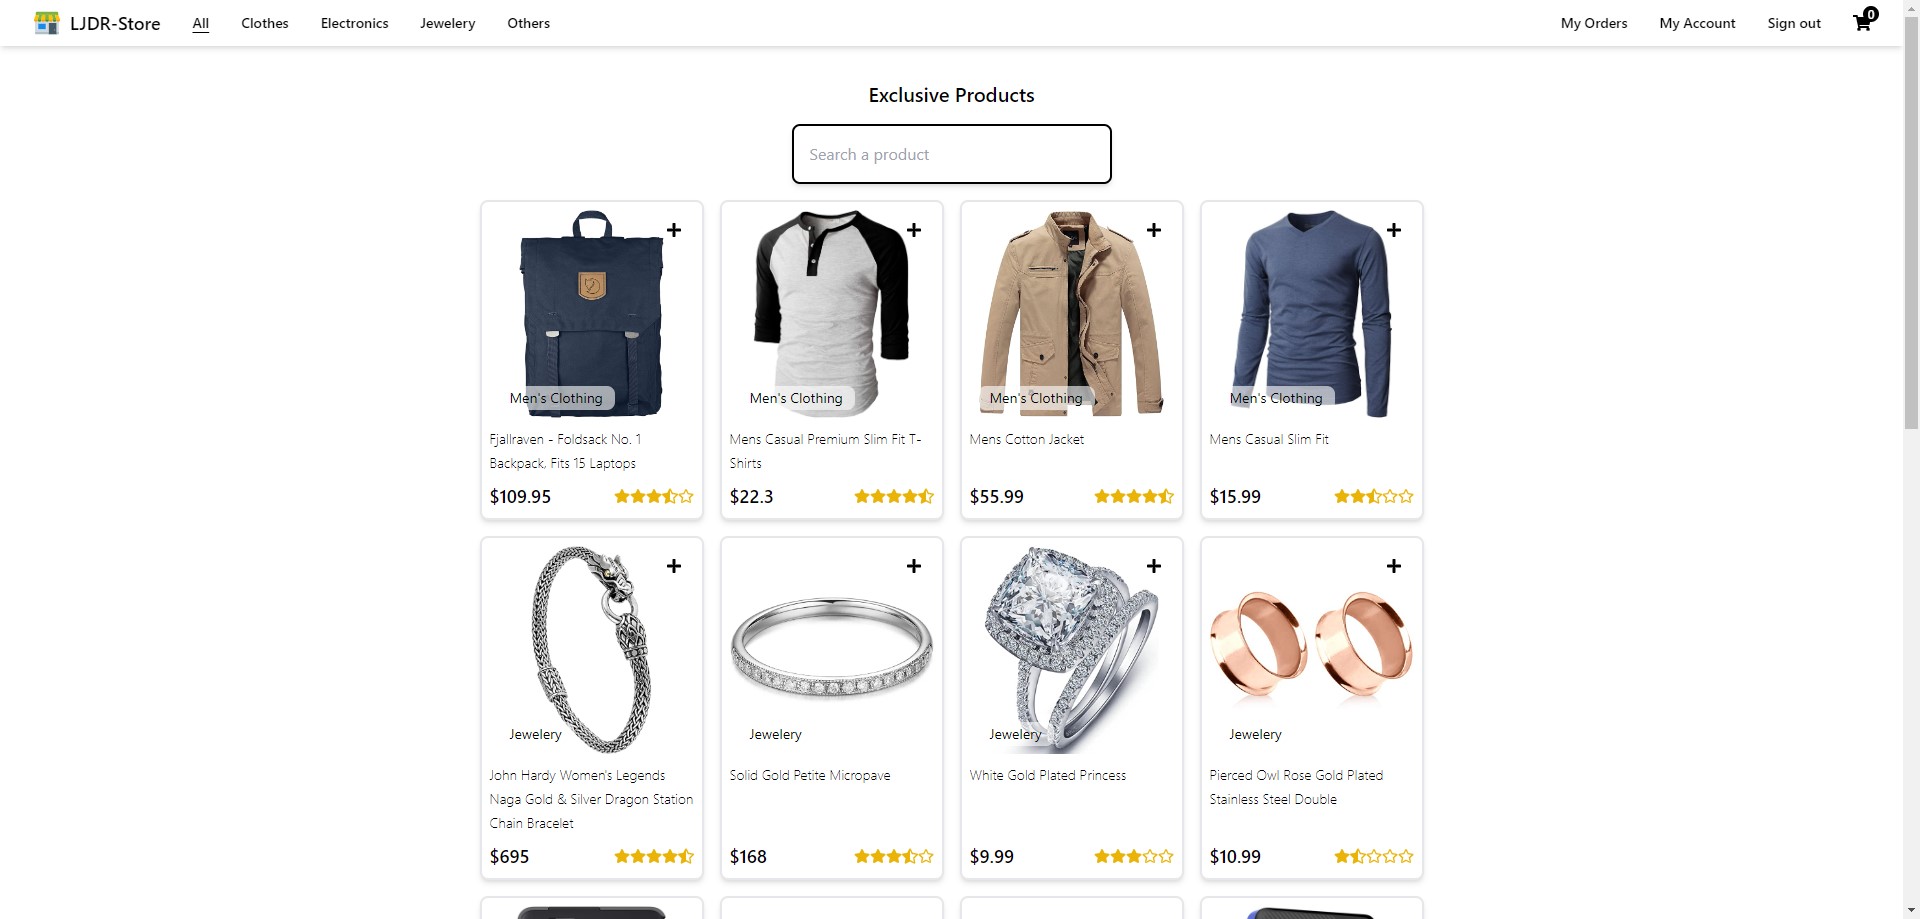 LJDR-Store
All
Clothes
Electronics
Jewelery
Others
My Orders
My Account
Sign out
0
Exclusive Products
Search a product
Men's Clothing
Fjallraven - Foldsack No. 1
Backpack, Fits 15 Laptops
$109.95
Men's Clothing
Mens Casual Premium Slim Fit T-
Shirts
$22.3
Men's Clothing
Mens Cotton Jacket
$55.99
Men's Clothing
Mens Casual Slim Fit
$15.99
Jewelery
John Hardy Women's Legends
Naga Gold & Silver Dragon Station
Chain Bracelet
$695
Jewelery
Solid Gold Petite Micropave
$168
Jewelery
White Gold Plated Princess
$9.99
Jewelery
Pierced Owl Rose Gold Plated
Stainless Steel Double
$10.99